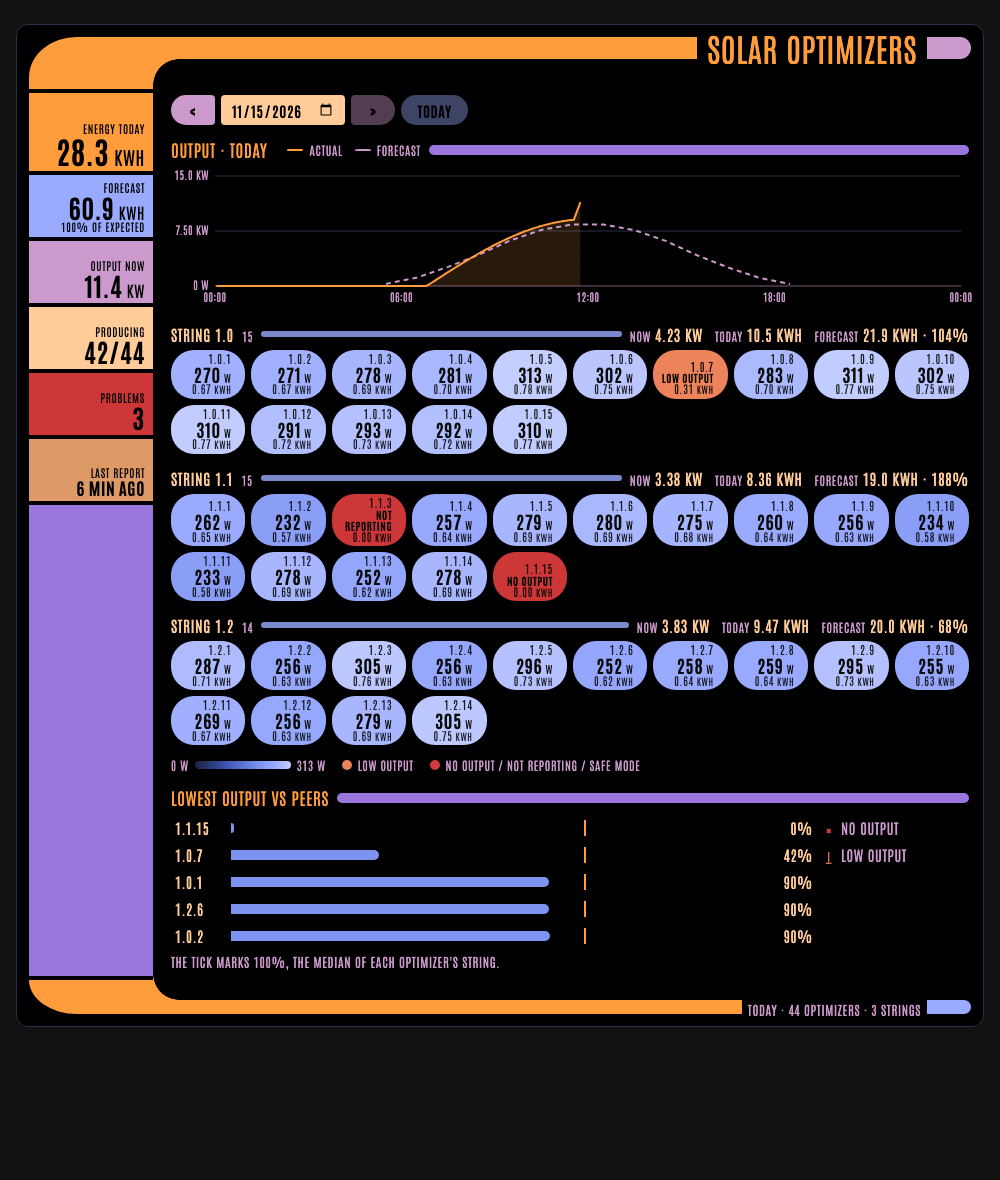 SOLAR OPTIMIZERS
< 11/15/2026 > TODAY
ENERGY TODAY
28.3 KWH
FORECAST
60.9 KWH
100% OF EXPECTED
OUTPUT NOW
11.4 KW
PRODUCING
42/44
PROBLEMS
3
LAST REPORT
6 MIN AGO
OUTPUT · TODAY ACTUAL FORECAST
15.0 KW
7.50 KW
0 W
00:00 06:00 12:00 18:00 00:00
STRING 1.0 15 NOW 4.23 KW TODAY 10.5 KWH FORECAST 21.9 KWH · 104%
1.0.1 1.0.2 1.0.3 1.0.4 1.0.5 1.0.6 1.0.7 1.0.8 1.0.9 1.0.10
270 W 271 W 278 W 281 W 313 W 302 W LOW OUTPUT 283 W 311 W 302 W
0.67 KWH 0.67 KWH 0.69 KWH 0.70 KWH 0.78 KWH 0.75 KWH 0.31 KWH 0.70 KWH 0.77 KWH 0.75 KWH
1.0.11 1.0.12 1.0.13 1.0.14 1.0.15
310 W 291 W 293 W 292 W 310 W
0.77 KWH 0.72 KWH 0.73 KWH 0.72 KWH 0.77 KWH
STRING 1.1 15 NOW 3.38 KW TODAY 8.36 KWH FORECAST 19.0 KWH · 188%
1.1.1 1.1.2 1.1.3 1.1.4 1.1.5 1.1.6 1.1.7 1.1.8 1.1.9 1.1.10
262 W 232 W NOT REPORTING 257 W 279 W 280 W 275 W 260 W 256 W 234 W
0.65 KWH 0.57 KWH 0.00 KWH 0.64 KWH 0.69 KWH 0.69 KWH 0.68 KWH 0.64 KWH 0.63 KWH 0.58 KWH
1.1.11 1.1.12 1.1.13 1.1.14 1.1.15
233 W 278 W 252 W 278 W NO OUTPUT
0.58 KWH 0.69 KWH 0.62 KWH 0.69 KWH 0.00 KWH
STRING 1.2 14 NOW 3.83 KW TODAY 9.47 KWH FORECAST 20.0 KWH · 68%
1.2.1 1.2.2 1.2.3 1.2.4 1.2.5 1.2.6 1.2.7 1.2.8 1.2.9 1.2.10
287 W 256 W 305 W 256 W 296 W 252 W 258 W 259 W 295 W 255 W
0.71 KWH 0.63 KWH 0.76 KWH 0.63 KWH 0.73 KWH 0.62 KWH 0.64 KWH 0.64 KWH 0.73 KWH 0.63 KWH
1.2.11 1.2.12 1.2.13 1.2.14
269 W 256 W 279 W 305 W
0.67 KWH 0.63 KWH 0.69 KWH 0.75 KWH
0 W 313 W LOW OUTPUT NO OUTPUT / NOT REPORTING / SAFE MODE
LOWEST OUTPUT VS PEERS
1.1.15 0% NO OUTPUT
1.0.7 42% LOW OUTPUT
1.0.1 90%
1.2.6 90%
1.0.2 90%
THE TICK MARKS 100%, THE MEDIAN OF EACH OPTIMIZER'S STRING.
TODAY · 44 OPTIMIZERS · 3 STRINGS